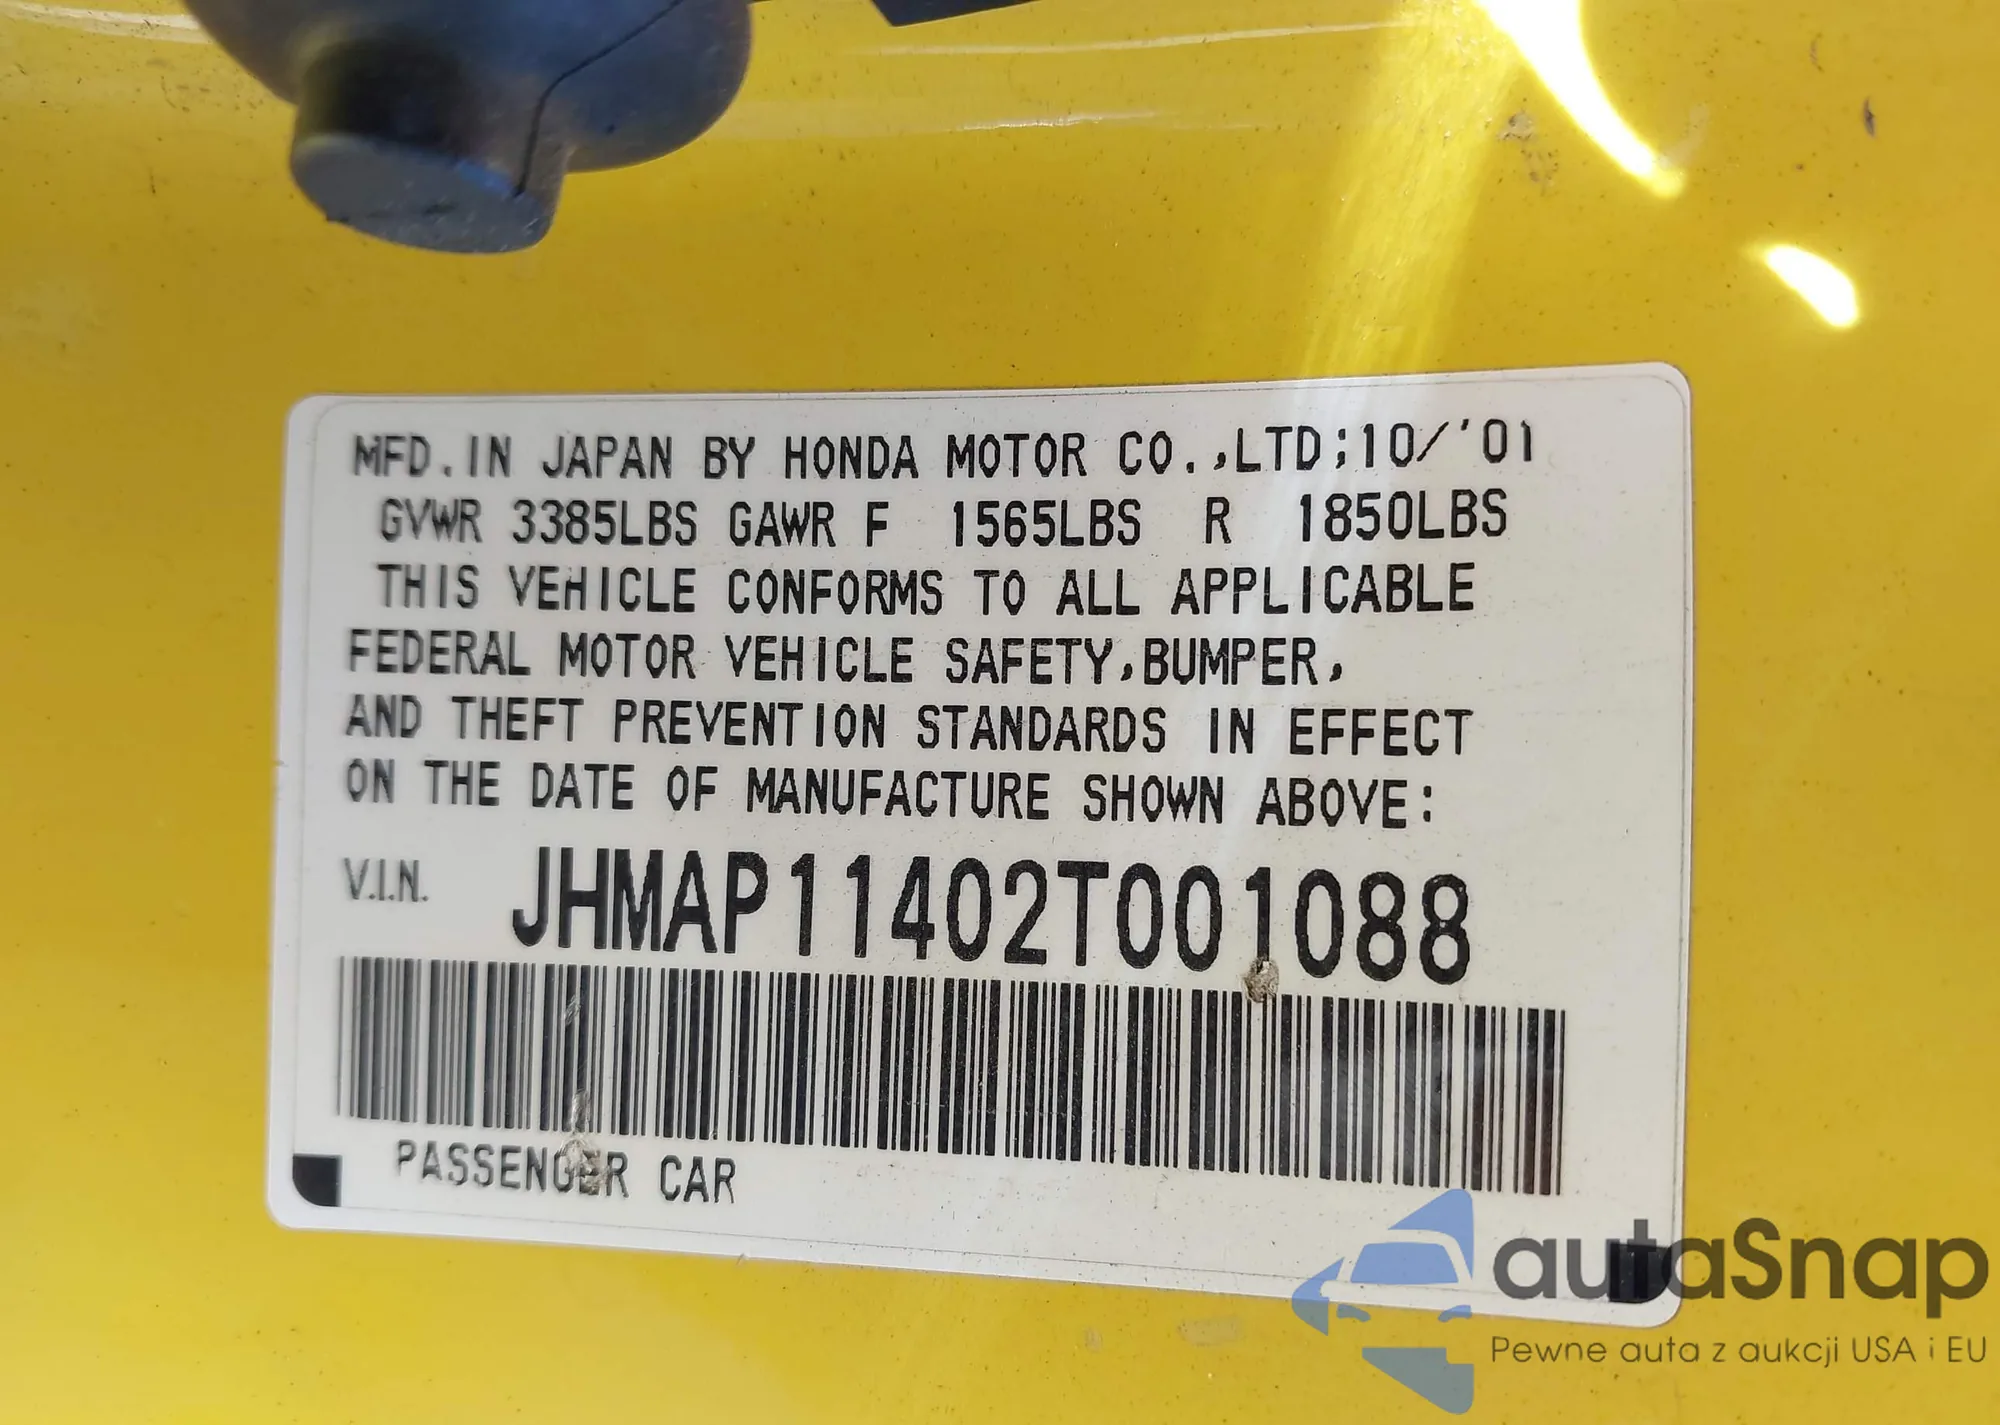 MFD.IN JAPAN BY HONDA MOTOR CO.,LTD;10/'01
GVWR 3385LBS GAWR F 1565LBS R 1850LBS
THIS VEHICLE CONFORMS TO ALL APPLICABLE
FEDERAL MOTOR VEHICLE SAFETY,BUMPER,
AND THEFT PREVENTION STANDARDS IN EFFECT
ON THE DATE OF MANUFACTURE SHOWN ABOVE:
V.I.N. JHMAP11402T001088
PASSENGER CAR
autaSnap
Pewne auta z aukcji USA i EU